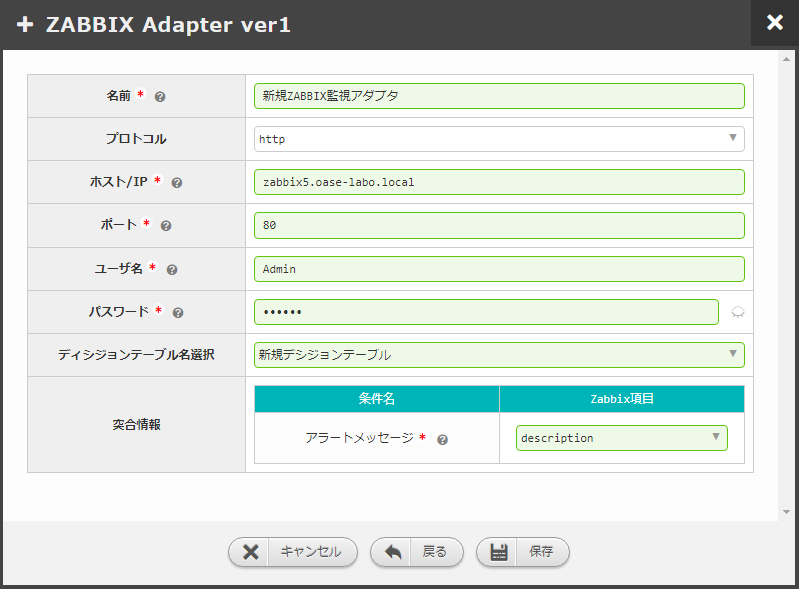 ZABBIX Adapter ver1
名前 * 新規ZABBIX監視アダプタ
プロトコル http
ホスト/IP * zabbix5.oase-labo.local
ポート * 80
ユーザ名 * Admin
パスワード * ••••••
ディシジョンテーブル名選択 新規デシジョンテーブル
突合情報
条件名 Zabbix項目
アラートメッセージ * description
キャンセル 戻る 保存